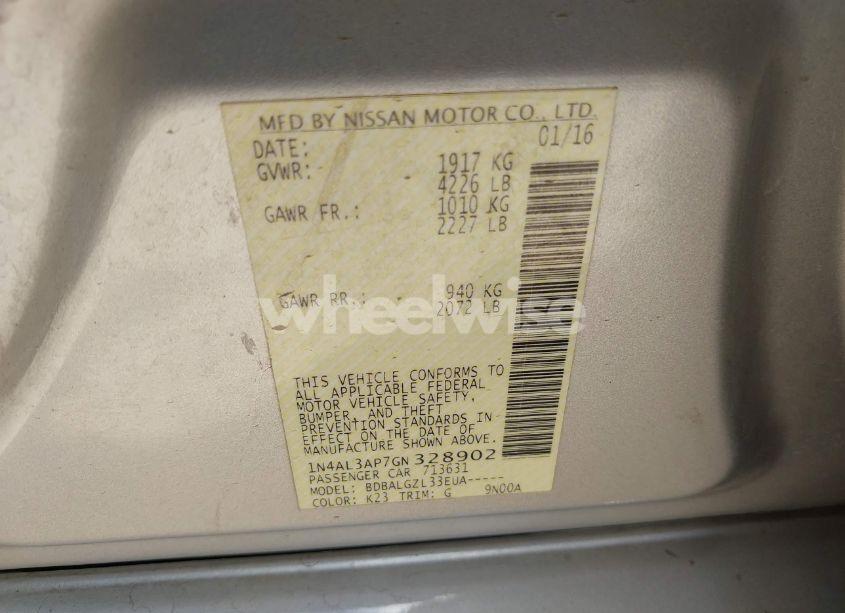 MFD BY NISSAN MOTOR CO., LTD.
DATE: 01/16
GVWR: 1917 KG
4226 LB
GAWR FR.: 1010 KG
2227 LB
GAWR RR.: 940 KG
2072 LB
wheelwise
THIS VEHICLE CONFORMS TO
ALL APPLICABLE FEDERAL
MOTOR VEHICLE SAFETY,
BUMPER, AND THEFT
PREVENTION STANDARDS IN
EFFECT ON THE DATE OF
MANUFACTURE SHOWN ABOVE.
1N4AL3AP7GN328902
PASSENGER CAR 713631
MODEL: BDBALGZL33EUA-----
COLOR: K23 TRIM: G 9N00A